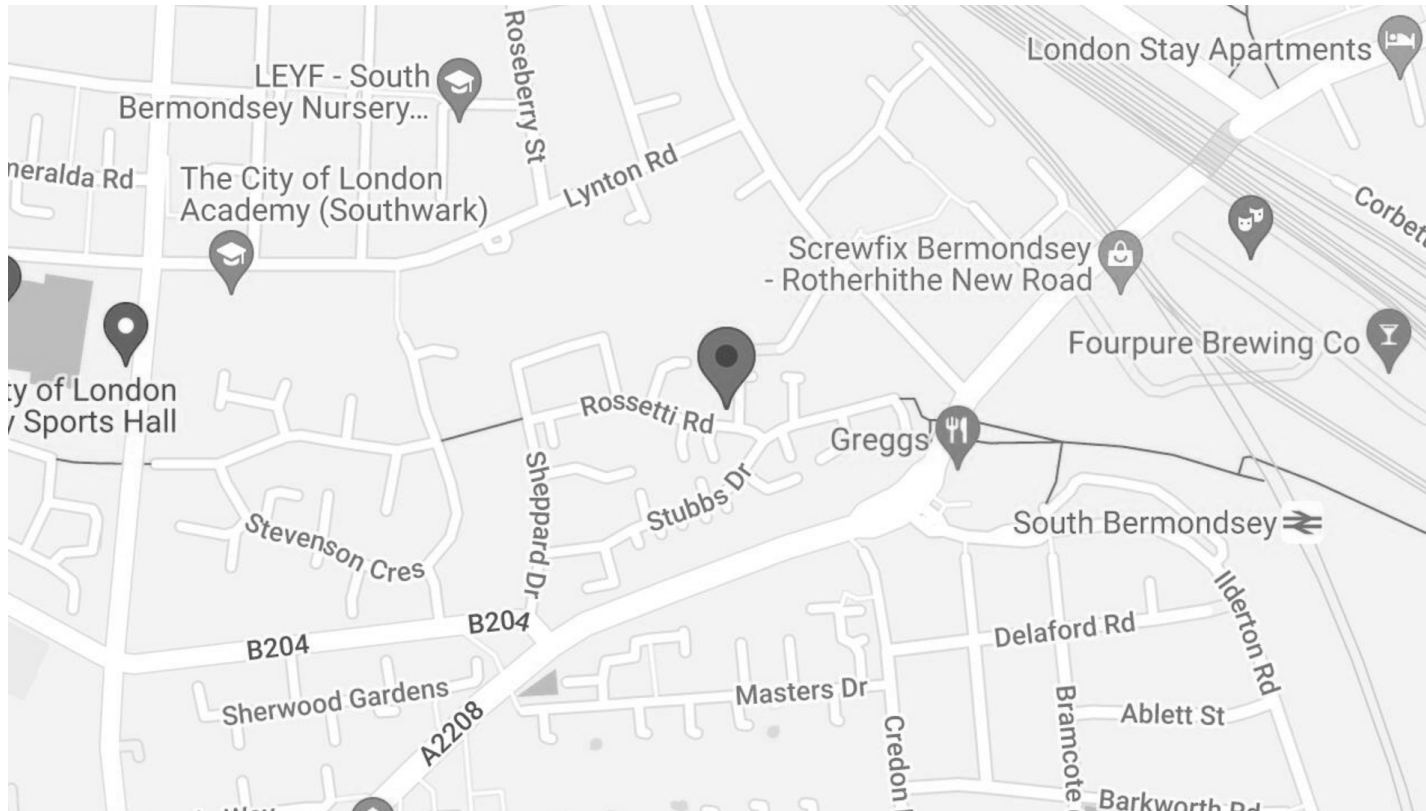 London Stay Apartments
LEYF - South
Bermondsey Nursery...
Roseberry St
Lynton Rd
neralda Rd
The City of London
Academy (Southwark)
Corbett
Screwfix Bermondsey
- Rotherhithe New Road
Fourpure Brewing Co
ty of London
y Sports Hall
Rossetti Rd
Greggs
Sheppard Dr
Stubbs Dr
South Bermondsey
Stevenson Cres
Ilderton Rd
B204
B204
Delaford Rd
Sherwood Gardens
Masters Dr
A2208
Credon
Bramcote
Ablett St
Barkworth Rd